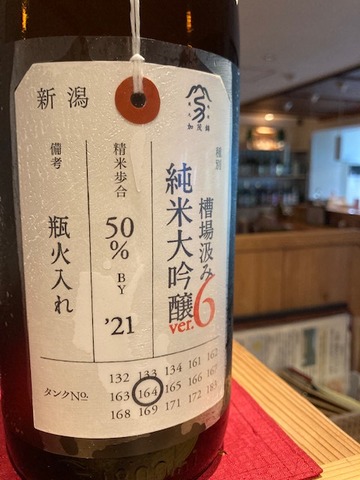 新潟
加茂錦
種別
槽場汲み
純米大吟醸
ver.6
精米歩合
50%
BY
'21
備考
瓶火入れ
タンクNo.
132 133 134 161 162
163 164 165 166 167
168 169 171 172 183